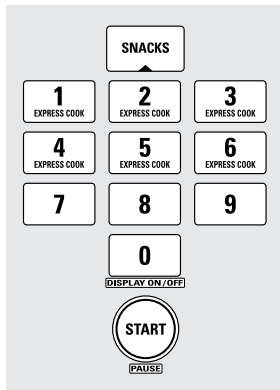 SNACKS
1 2 3
EXPRESS COOK EXPRESS COOK EXPRESS COOK
4 5 6
EXPRESS COOK EXPRESS COOK EXPRESS COOK
7 8 9
0
DISPLAY ON/OFF
START
PAUSE